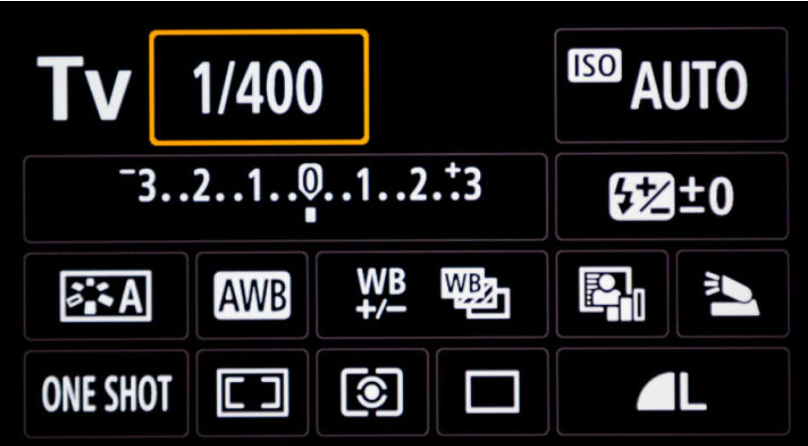 Tv 1/400 ISO AUTO
-3..2..1..0..1..2..+3 ±0
A AWB WB +/− WB
ONE SHOT L